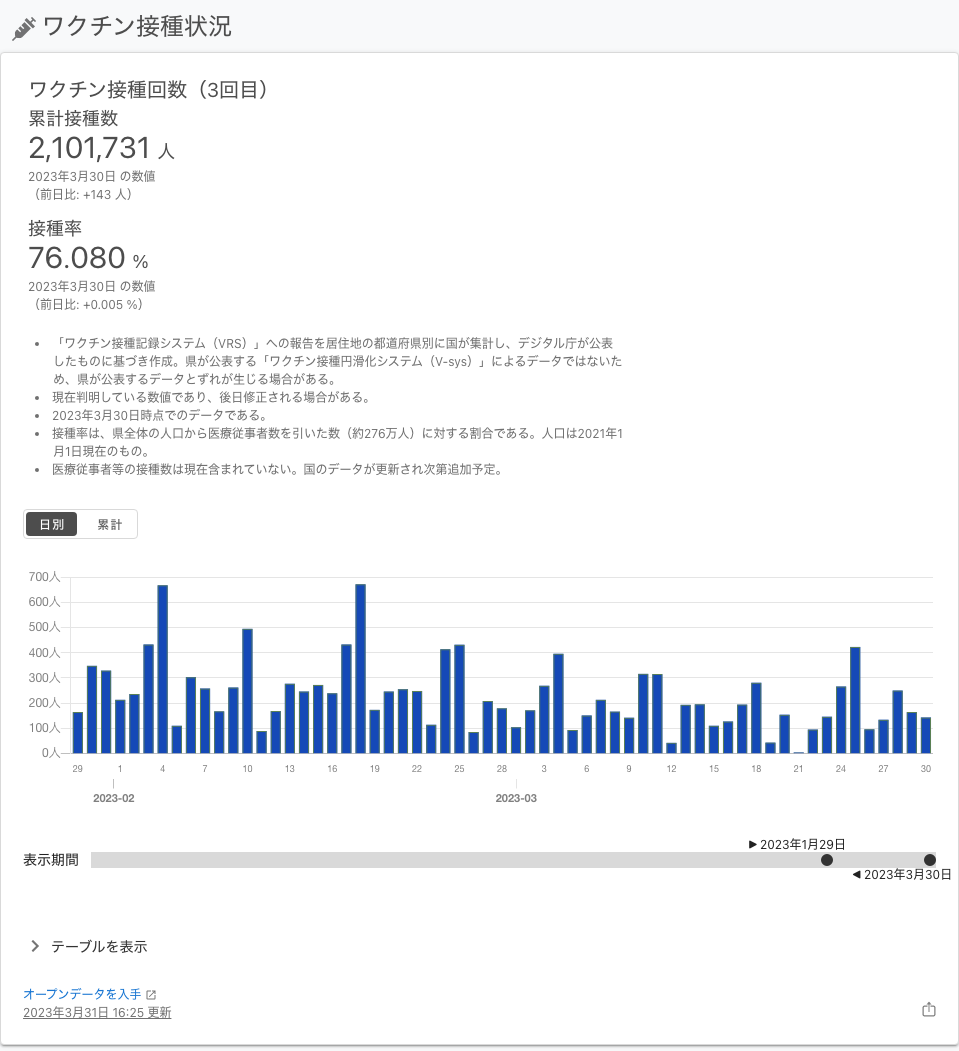 ワクチン接種状況
ワクチン接種回数（3回目）
累計接種数
2,101,731 人
2023年3月30日 の数値
（前日比: +143 人）
接種率
76.080 %
2023年3月30日 の数値
（前日比: +0.005 %）
• 「ワクチン接種記録システム（VRS）」への報告を居住地の都道府県別に国が集計し、デジタル庁が公表
したものに基づき作成。県が公表する「ワクチン接種円滑化システム（V-sys）」によるデータではないた
め、県が公表するデータとずれが生じる場合がある。
• 現在判明している数値であり、後日修正される場合がある。
• 2023年3月30日時点でのデータである。
• 接種率は、県全体の人口から医療従事者数を引いた数（約276万人）に対する割合である。人口は2021年1
月1日現在のもの。
• 医療従事者等の接種数は現在含まれていない。国のデータが更新され次第追加予定。
日別 累計
700人
600人
500人
400人
300人
200人
100人
0人
29 1 4 7 10 13 16 19 22 25 28 3 6 9 12 15 18 21 24 27 30
2023-02 2023-03
2023年1月29日
表示期間
2023年3月30日
テーブルを表示
オープンデータを入手
2023年3月31日 16:25 更新